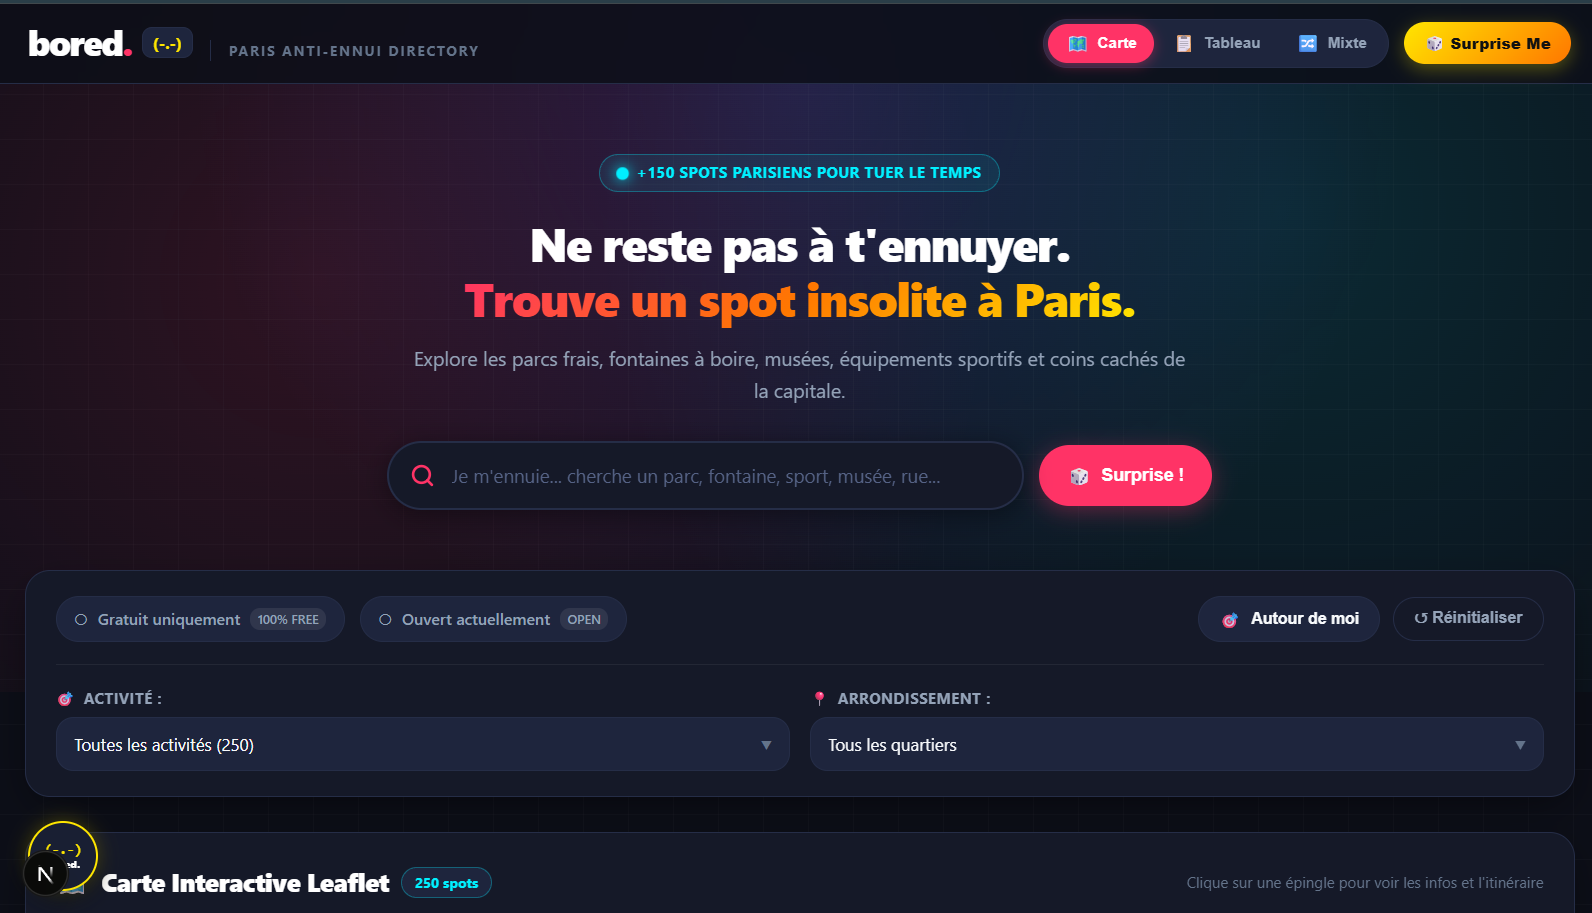 bored. (-.-) PARIS ANTI-ENNUI DIRECTORY Carte Tableau Mixte Surprise Me
+150 SPOTS PARISIENS POUR TUER LE TEMPS
Ne reste pas à t'ennuyer.
Trouve un spot insolite à Paris.
Explore les parcs frais, fontaines à boire, musées, équipements sportifs et coins cachés de
la capitale.
Je m'ennuie... cherche un parc, fontaine, sport, musée, rue... Surprise !
Gratuit uniquement 100% FREE Ouvert actuellement OPEN Autour de moi ↺ Réinitialiser
ACTIVITÉ : ARRONDISSEMENT :
Toutes les activités (250) Tous les quartiers
(-.-)
N
Carte Interactive Leaflet 250 spots Clique sur une épingle pour voir les infos et l'itinéraire